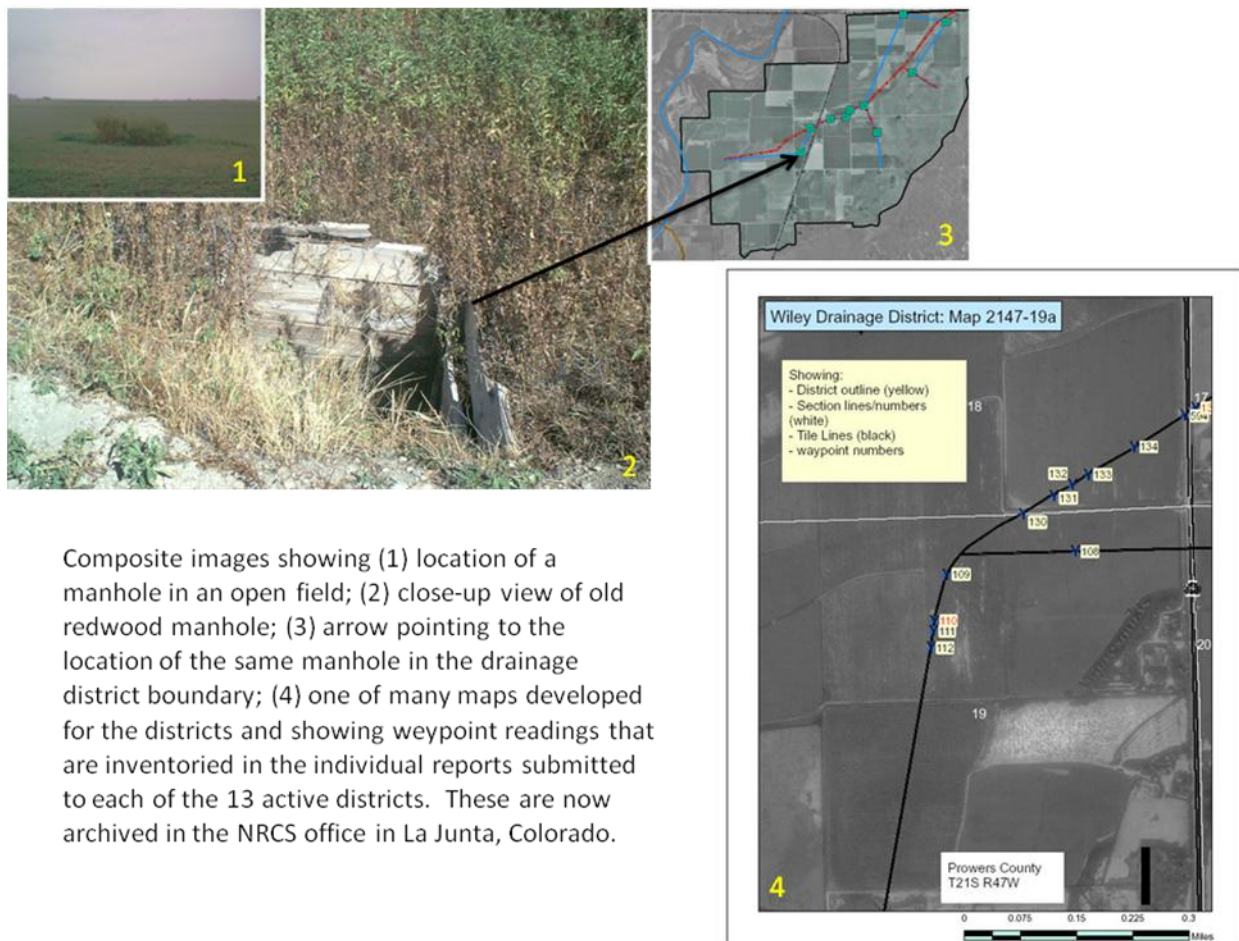 1
2
3
Composite images showing (1) location of a
manhole in an open field; (2) close-up view of old
redwood manhole; (3) arrow pointing to the
location of the same manhole in the drainage
district boundary; (4) one of many maps developed
for the districts and showing weypoint readings that
are inventoried in the individual reports submitted
to each of the 13 active districts.  These are now
archived in the NRCS office in La Junta, Colorado.
Wiley Drainage District: Map 2147-19a
Showing:
- District outline (yellow)
- Section lines/numbers
(white)
- Tile Lines (black)
- waypoint numbers
18
17
134
132
133
131
130
108
109
110
111
112
20
19
Prowers County
T21S R47W
4
0 0.075 0.15 0.225 0.3
Miles